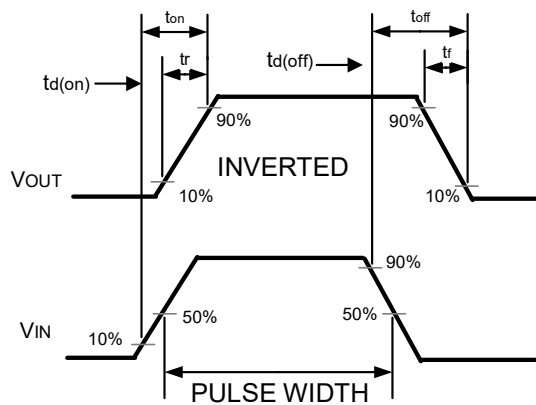 ton
toff
td(on)
tr
td(off)
tf
90%
90%
VOUT
10%
INVERTED
10%
90%
50%
50%
VIN
10%
PULSE WIDTH